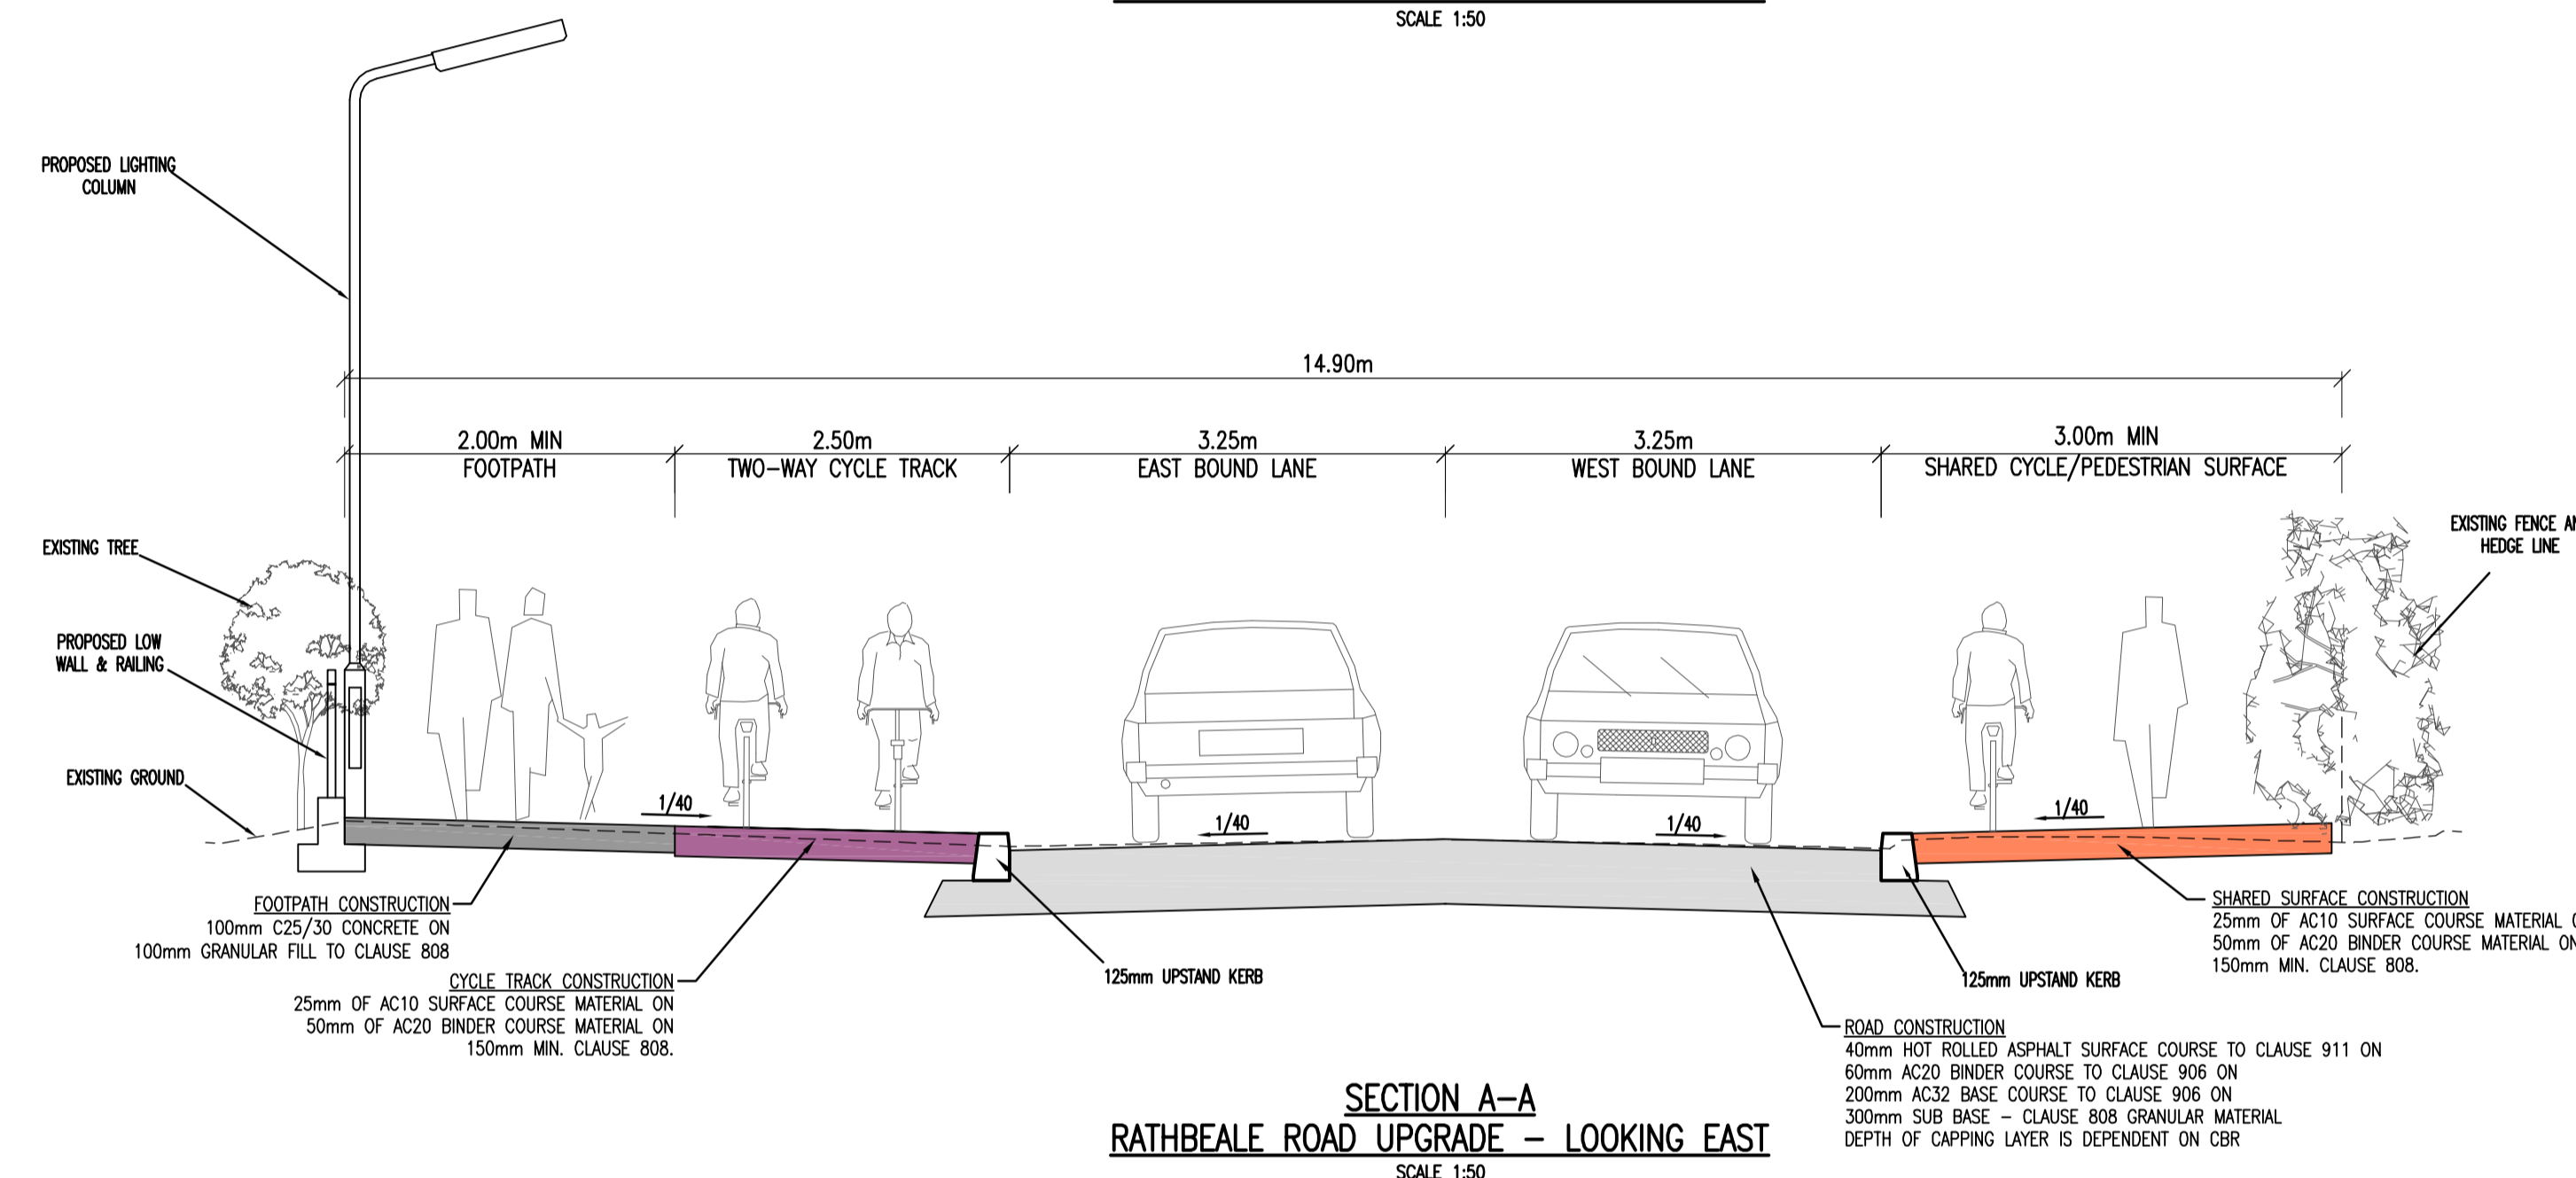 SCALE 1:50
PROPOSED LIGHTING
COLUMN
14.90m
2.00m MIN
FOOTPATH
2.50m
TWO-WAY CYCLE TRACK
3.25m
EAST BOUND LANE
3.25m
WEST BOUND LANE
3.00m MIN
SHARED CYCLE/PEDESTRIAN SURFACE
EXISTING FENCE
HEDGE LINE
EXISTING TREE
PROPOSED LOW
WALL & RAILING
EXISTING GROUND
1/40
1/40
1/40
1/40
FOOTPATH CONSTRUCTION
100mm C25/30 CONCRETE ON
100mm GRANULAR FILL TO CLAUSE 808
CYCLE TRACK CONSTRUCTION
25mm OF AC10 SURFACE COURSE MATERIAL ON
50mm OF AC20 BINDER COURSE MATERIAL ON
150mm MIN. CLAUSE 808.
125mm UPSTAND KERB
125mm UPSTAND KERB
SHARED SURFACE CONSTRUCTION
25mm OF AC10 SURFACE COURSE MATERIAL
50mm OF AC20 BINDER COURSE MATERIAL ON
150mm MIN. CLAUSE 808.
ROAD CONSTRUCTION
40mm HOT ROLLED ASPHALT SURFACE COURSE TO CLAUSE 911 ON
60mm AC20 BINDER COURSE TO CLAUSE 906 ON
200mm AC32 BASE COURSE TO CLAUSE 906 ON
300mm SUB BASE - CLAUSE 808 GRANULAR MATERIAL
DEPTH OF CAPPING LAYER IS DEPENDENT ON CBR
SECTION A-A
RATHBEALE ROAD UPGRADE - LOOKING EAST
SCALE 1:50